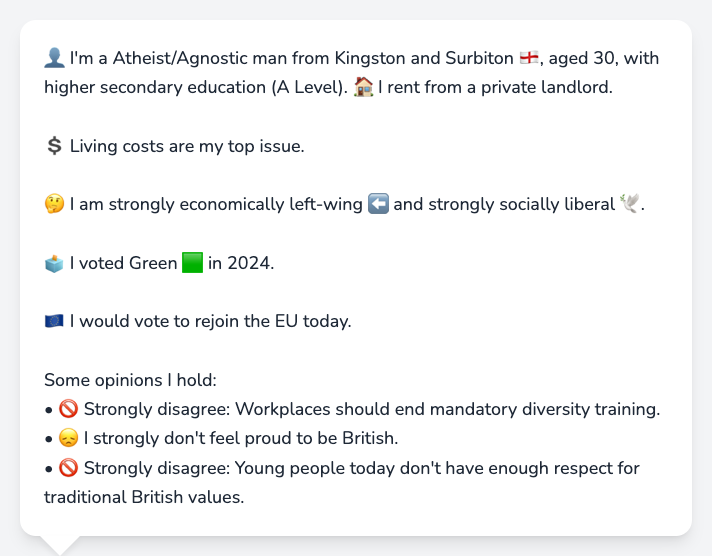 👤 I'm a Atheist/Agnostic man from Kingston and Surbiton 🏴󠁧󠁢󠁥󠁮󠁧󠁿, aged 30, with
higher secondary education (A Level). 🏠 I rent from a private landlord.
💲 Living costs are my top issue.
🤔 I am strongly economically left-wing ⬅️ and strongly socially liberal 🕊️.
🗳️ I voted Green 🟩 in 2024.
🇪🇺 I would vote to rejoin the EU today.
Some opinions I hold:
• 🚫 Strongly disagree: Workplaces should end mandatory diversity training.
• 😞 I strongly don't feel proud to be British.
• 🚫 Strongly disagree: Young people today don't have enough respect for
traditional British values.